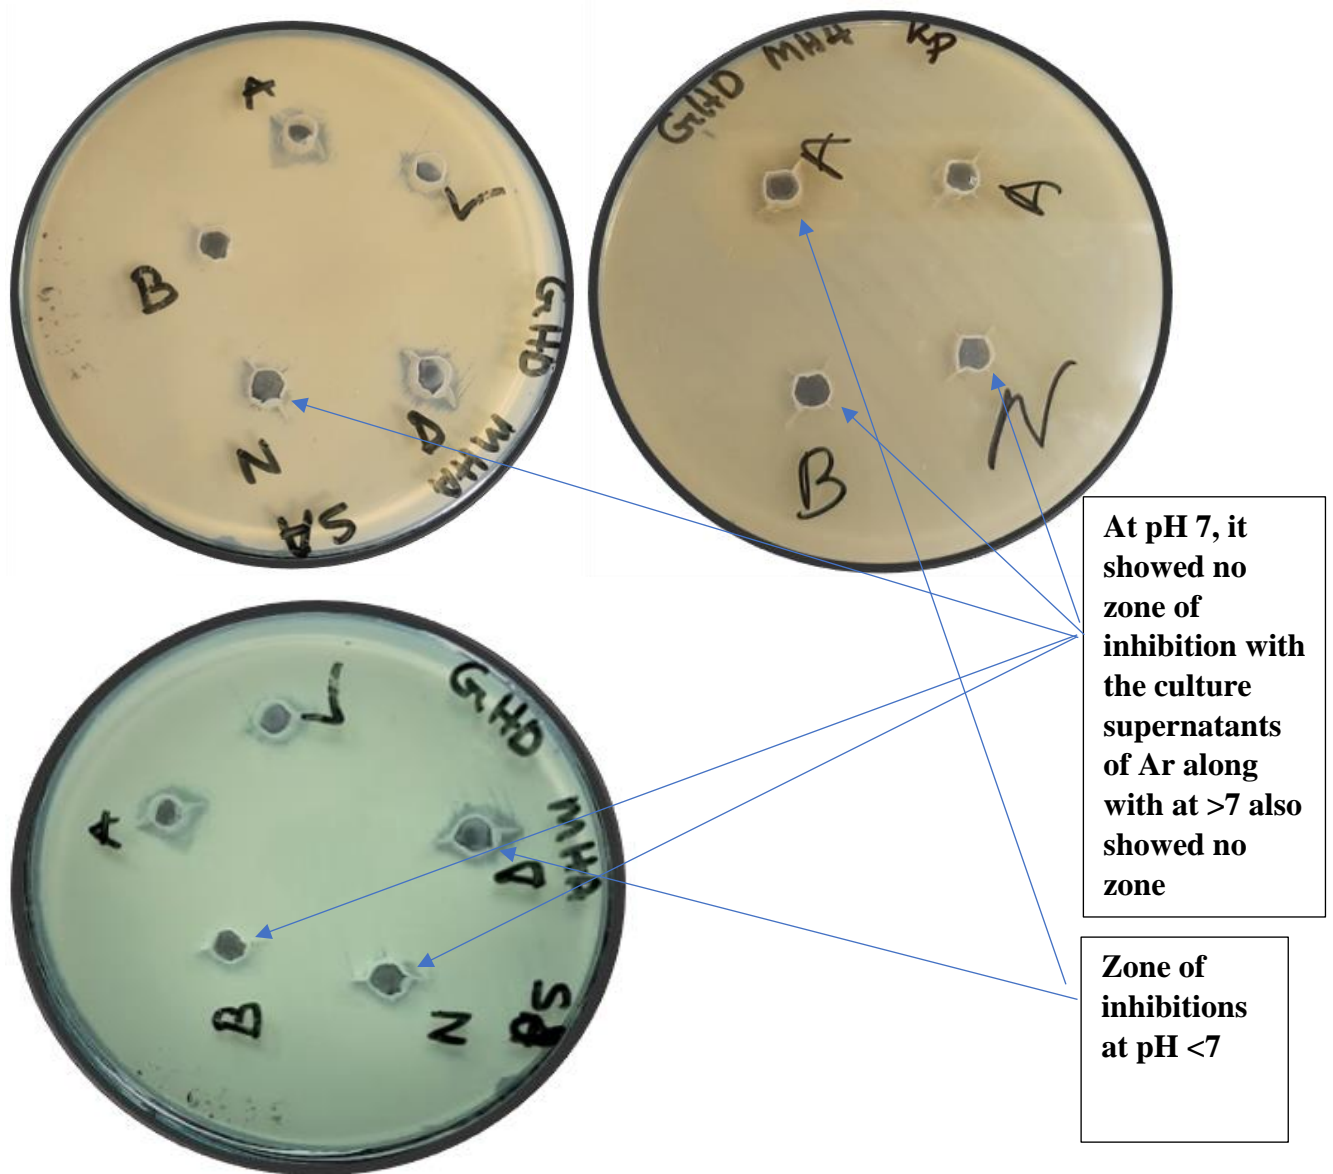 A
L
B
GHD
D
MHA
N
SA
GHD
MHA
KP
A
A
B
N
L
GHD
A
MHA
D
B
N
PS
At pH 7, it
showed no
zone of
inhibition with
the culture
supernatants
of Ar along
with at >7 also
showed no
zone
Zone of
inhibitions
at pH <7